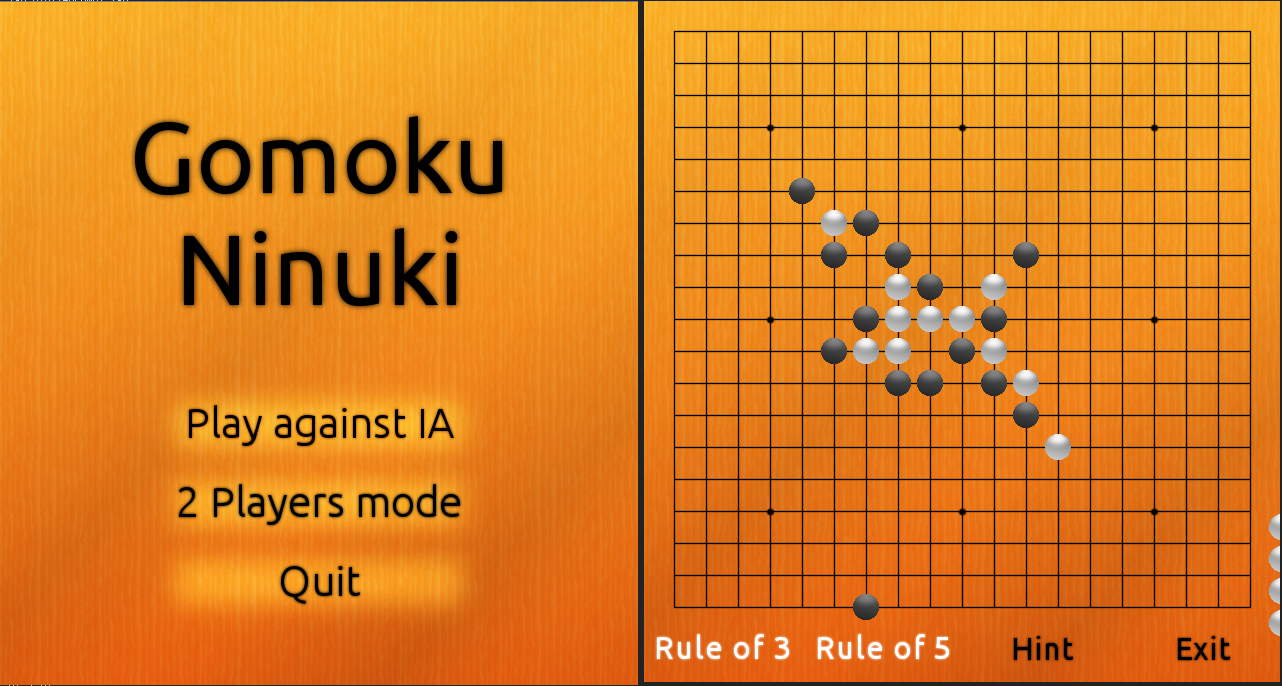 Gomoku
Ninuki
Play against IA
2 Players mode
Quit
Rule of 3 Rule of 5 Hint Exit